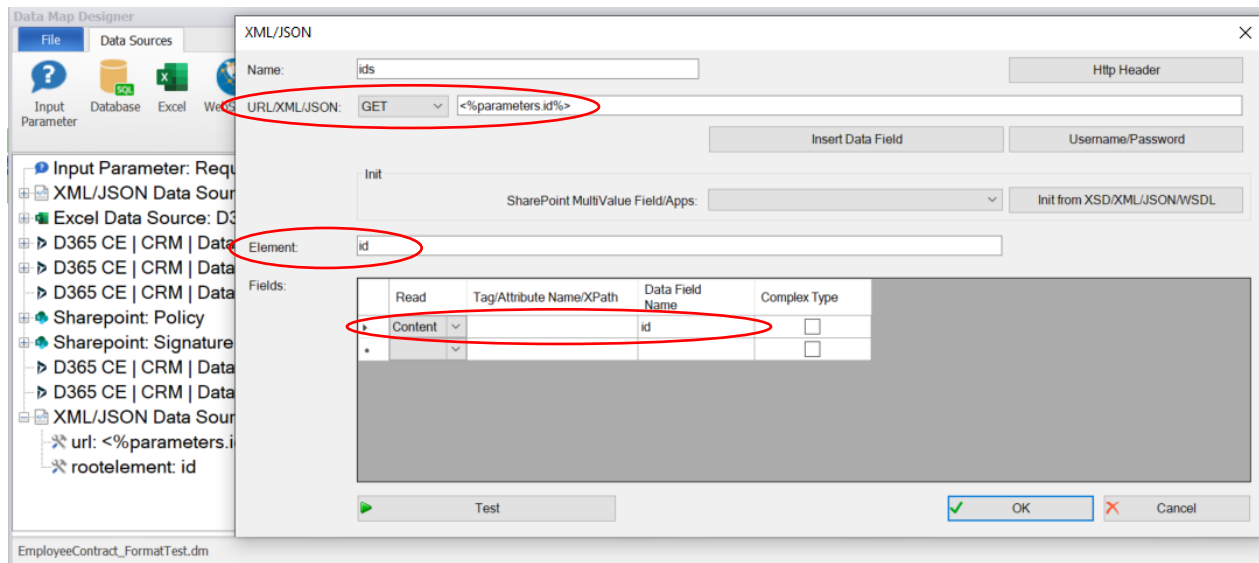 Data Map Designer
File
Data Sources
Input Parameter
Database
Excel
SQL
XML/JSON
Name:
ids
Http Header
URL/XML/JSON:
GET
<%parameters.id%>
Insert Data Field
Username/Password
Init
SharePoint MultiValue Field/Apps:
Init from XSD/XML/JSON/WSDL
Element:
id
Fields:
Read
Tag/Attribute Name/XPath
Data Field Name
Complex Type
Content
id
Test
OK
Cancel
Input Parameter: Requ
XML/JSON Data Sour
Excel Data Source: D3
D365 CE | CRM | Data
D365 CE | CRM | Data
D365 CE | CRM | Data
Sharepoint: Policy
Sharepoint: Signature
D365 CE | CRM | Data
D365 CE | CRM | Data
XML/JSON Data Sour
url: <%parameters.i
rootelement: id
EmployeeContract_FormatTest.dm